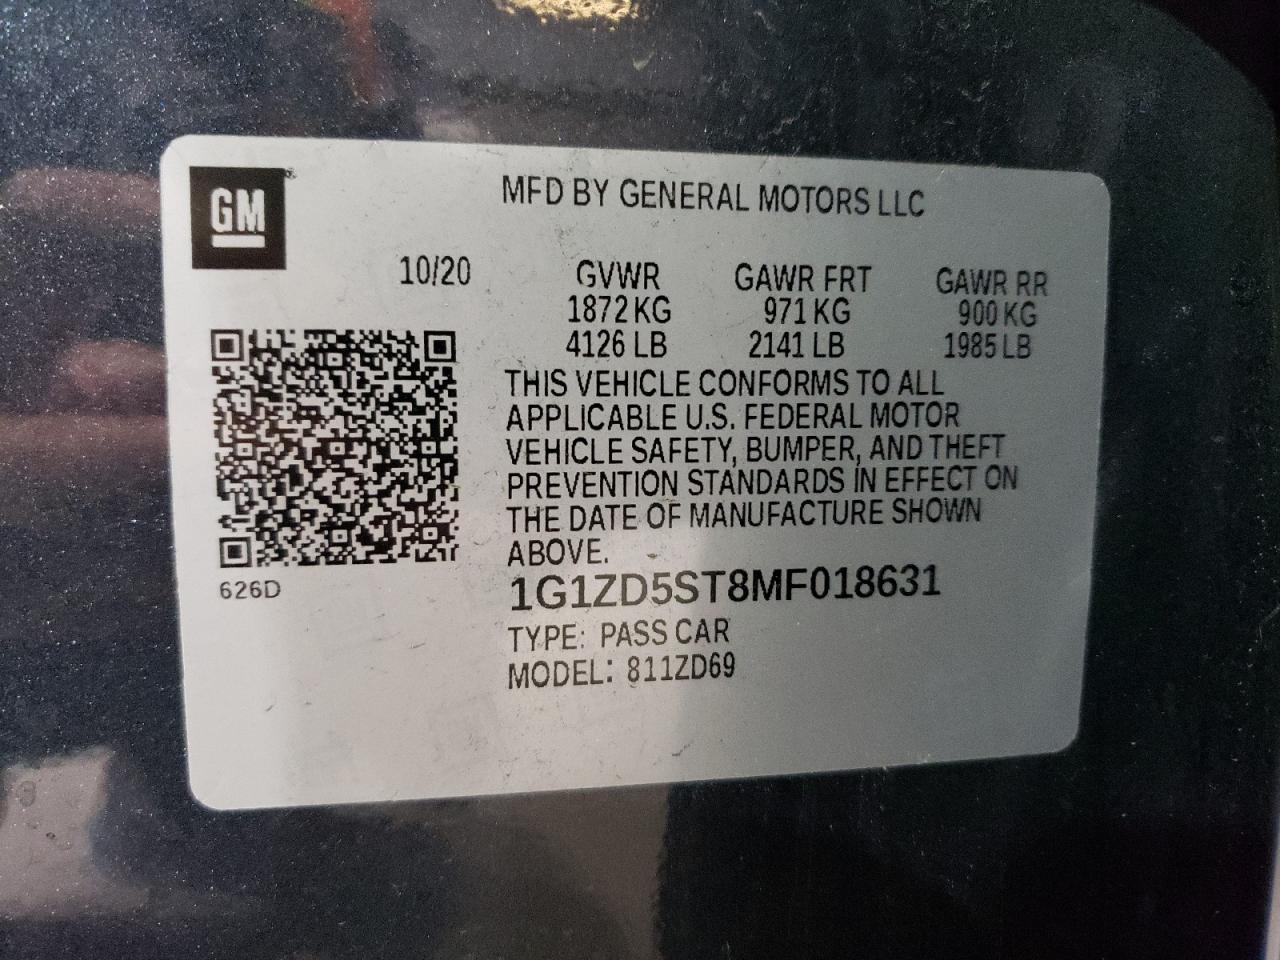 GM
MFD BY GENERAL MOTORS LLC
10/20 GVWR GAWR FRT GAWR RR
1872 KG 971 KG 900 KG
4126 LB 2141 LB 1985 LB
THIS VEHICLE CONFORMS TO ALL
APPLICABLE U.S. FEDERAL MOTOR
VEHICLE SAFETY, BUMPER, AND THEFT
PREVENTION STANDARDS IN EFFECT ON
THE DATE OF MANUFACTURE SHOWN
ABOVE.
626D
1G1ZD5ST8MF018631
TYPE: PASS CAR
MODEL: 811ZD69